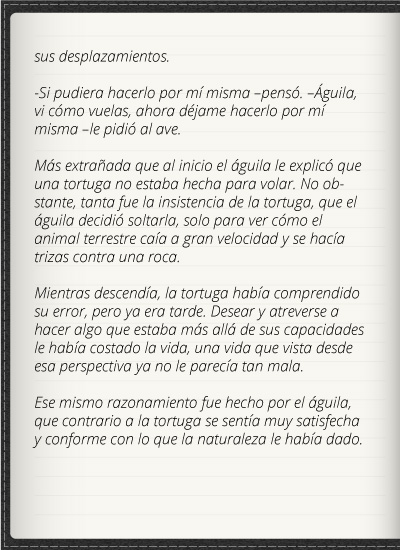 sus desplazamientos.
-Si pudiera hacerlo por mí misma –pensó. –Águila,
vi cómo vuelas, ahora déjame hacerlo por mí
misma –le pidió al ave.
Más extrañada que al inicio el águila le explicó que
una tortuga no estaba hecha para volar. No ob-
stante, tanta fue la insistencia de la tortuga, que el
águila decidió soltarla, solo para ver cómo el
animal terrestre caía a gran velocidad y se hacía
trizas contra una roca.
Mientras descendía, la tortuga había comprendido
su error, pero ya era tarde. Desear y atreverse a
hacer algo que estaba más allá de sus capacidades
le había costado la vida, una vida que vista desde
esa perspectiva ya no le parecía tan mala.
Ese mismo razonamiento fue hecho por el águila,
que contrario a la tortuga se sentía muy satisfecha
y conforme con lo que la naturaleza le había dado.